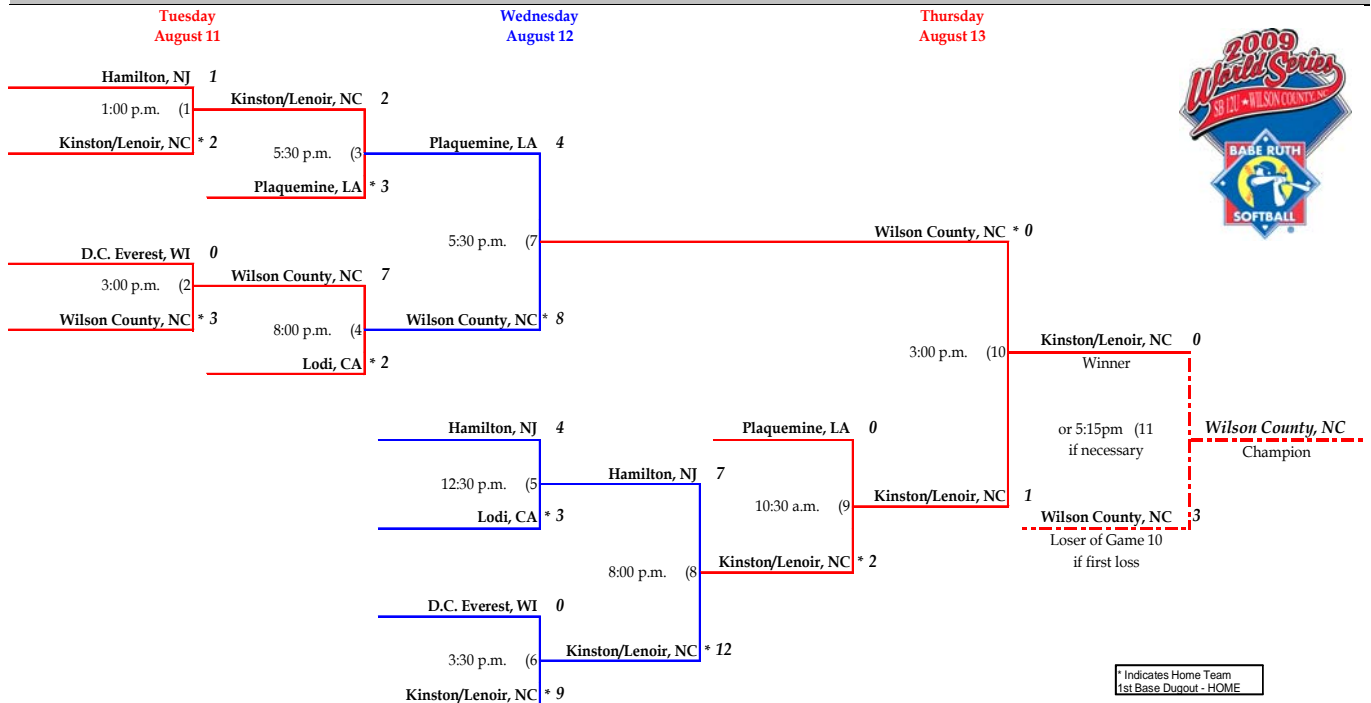 Tuesday
August 11
Wednesday
August 12
Thursday
August 13
2009
World Series
SB 12U ★ WILSON COUNTY, NC
BABE RUTH
SOFTBALL
®
Hamilton, NJ 1
1:00 p.m. (1
Kinston/Lenoir, NC * 2
Kinston/Lenoir, NC 2
5:30 p.m. (3
Plaquemine, LA * 3
D.C. Everest, WI 0
3:00 p.m. (2
Wilson County, NC * 3
Wilson County, NC 7
8:00 p.m. (4
Lodi, CA * 2
Plaquemine, LA 4
5:30 p.m. (7
Wilson County, NC * 8
Hamilton, NJ 4
12:30 p.m. (5
Lodi, CA * 3
D.C. Everest, WI 0
3:30 p.m. (6
Kinston/Lenoir, NC * 9
Hamilton, NJ 7
8:00 p.m. (8
Kinston/Lenoir, NC * 12
Plaquemine, LA 0
10:30 a.m. (9
Kinston/Lenoir, NC * 2
Wilson County, NC * 0
3:00 p.m. (10
Kinston/Lenoir, NC 1
Kinston/Lenoir, NC 0
Winner
or 5:15pm (11
if necessary
Wilson County, NC 3
Loser of Game 10
if first loss
Wilson County, NC
Champion
* Indicates Home Team
1st Base Dugout - HOME